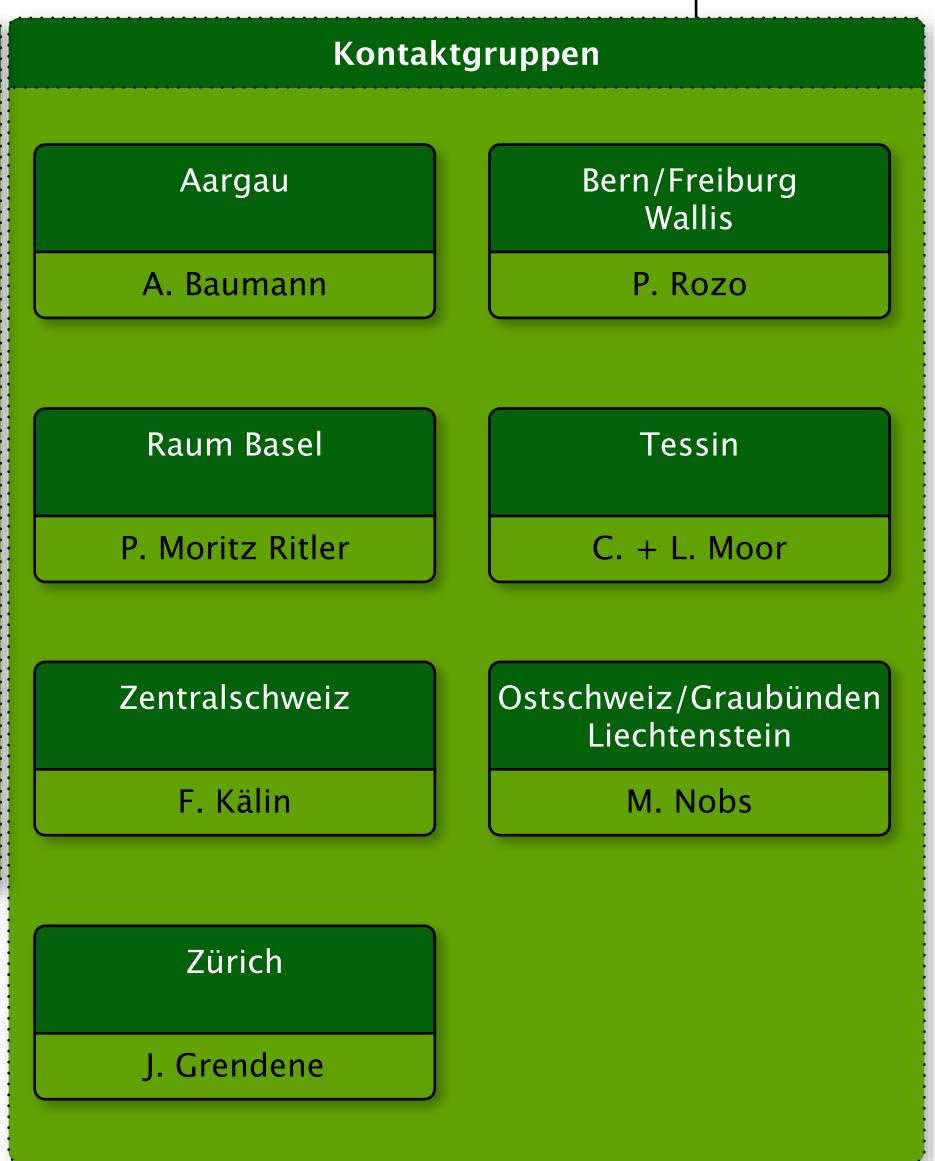 Kontaktgruppen
Aargau
A. Baumann
Bern/Freiburg
Wallis
P. Rozo
Raum Basel
P. Moritz Ritler
Tessin
C. + L. Moor
Zentralschweiz
F. Kälin
Ostschweiz/Graubünden
Liechtenstein
M. Nobs
Zürich
J. Grendene